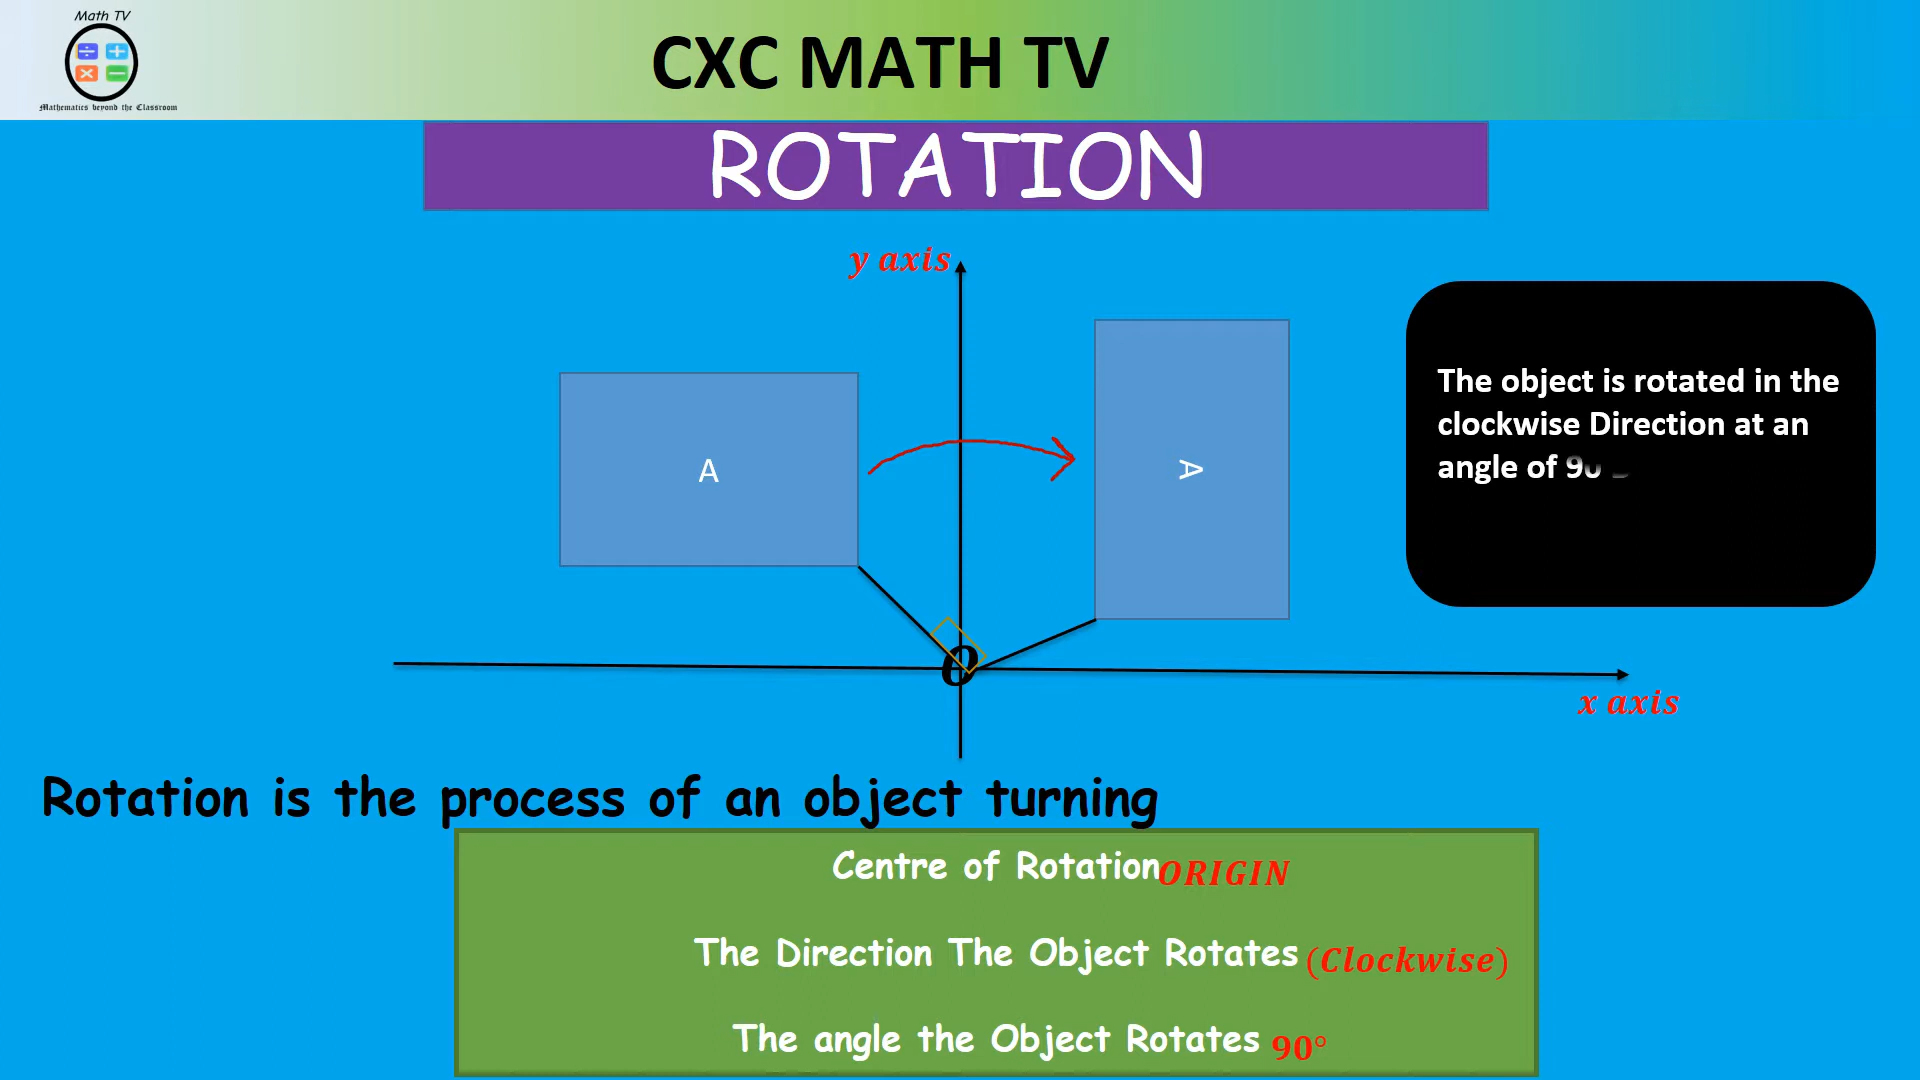 Math TV
Mathematics beyond the Classroom
CXC MATH TV
ROTATION
y axis
A
A
The object is rotated in the
clockwise Direction at an
angle of 90
O
x axis
Rotation is the process of an object turning
Centre of Rotation ORIGIN
The Direction The Object Rotates (Clockwise)
The angle the Object Rotates 90°